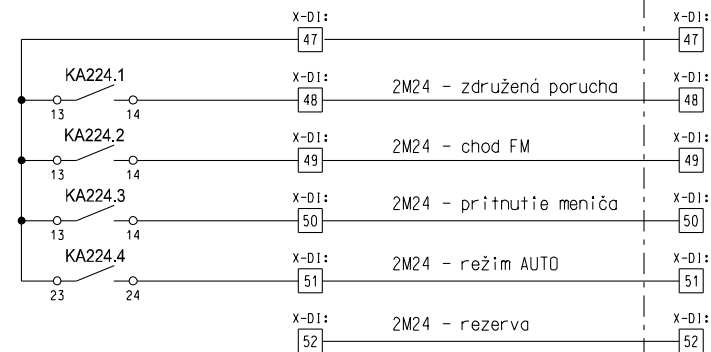 X-DI: X-DI:
47 47
KA224.1 X-DI: 2M24 - združená porucha X-DI:
13 14 48 48
KA224.2 X-DI: 2M24 - chod FM X-DI:
13 14 49 49
KA224.3 X-DI: 2M24 - pritnutie meniča X-DI:
13 14 50 50
KA224.4 X-DI: 2M24 - režim AUTO X-DI:
23 24 51 51
X-DI: 2M24 - rezerva X-DI:
52 52